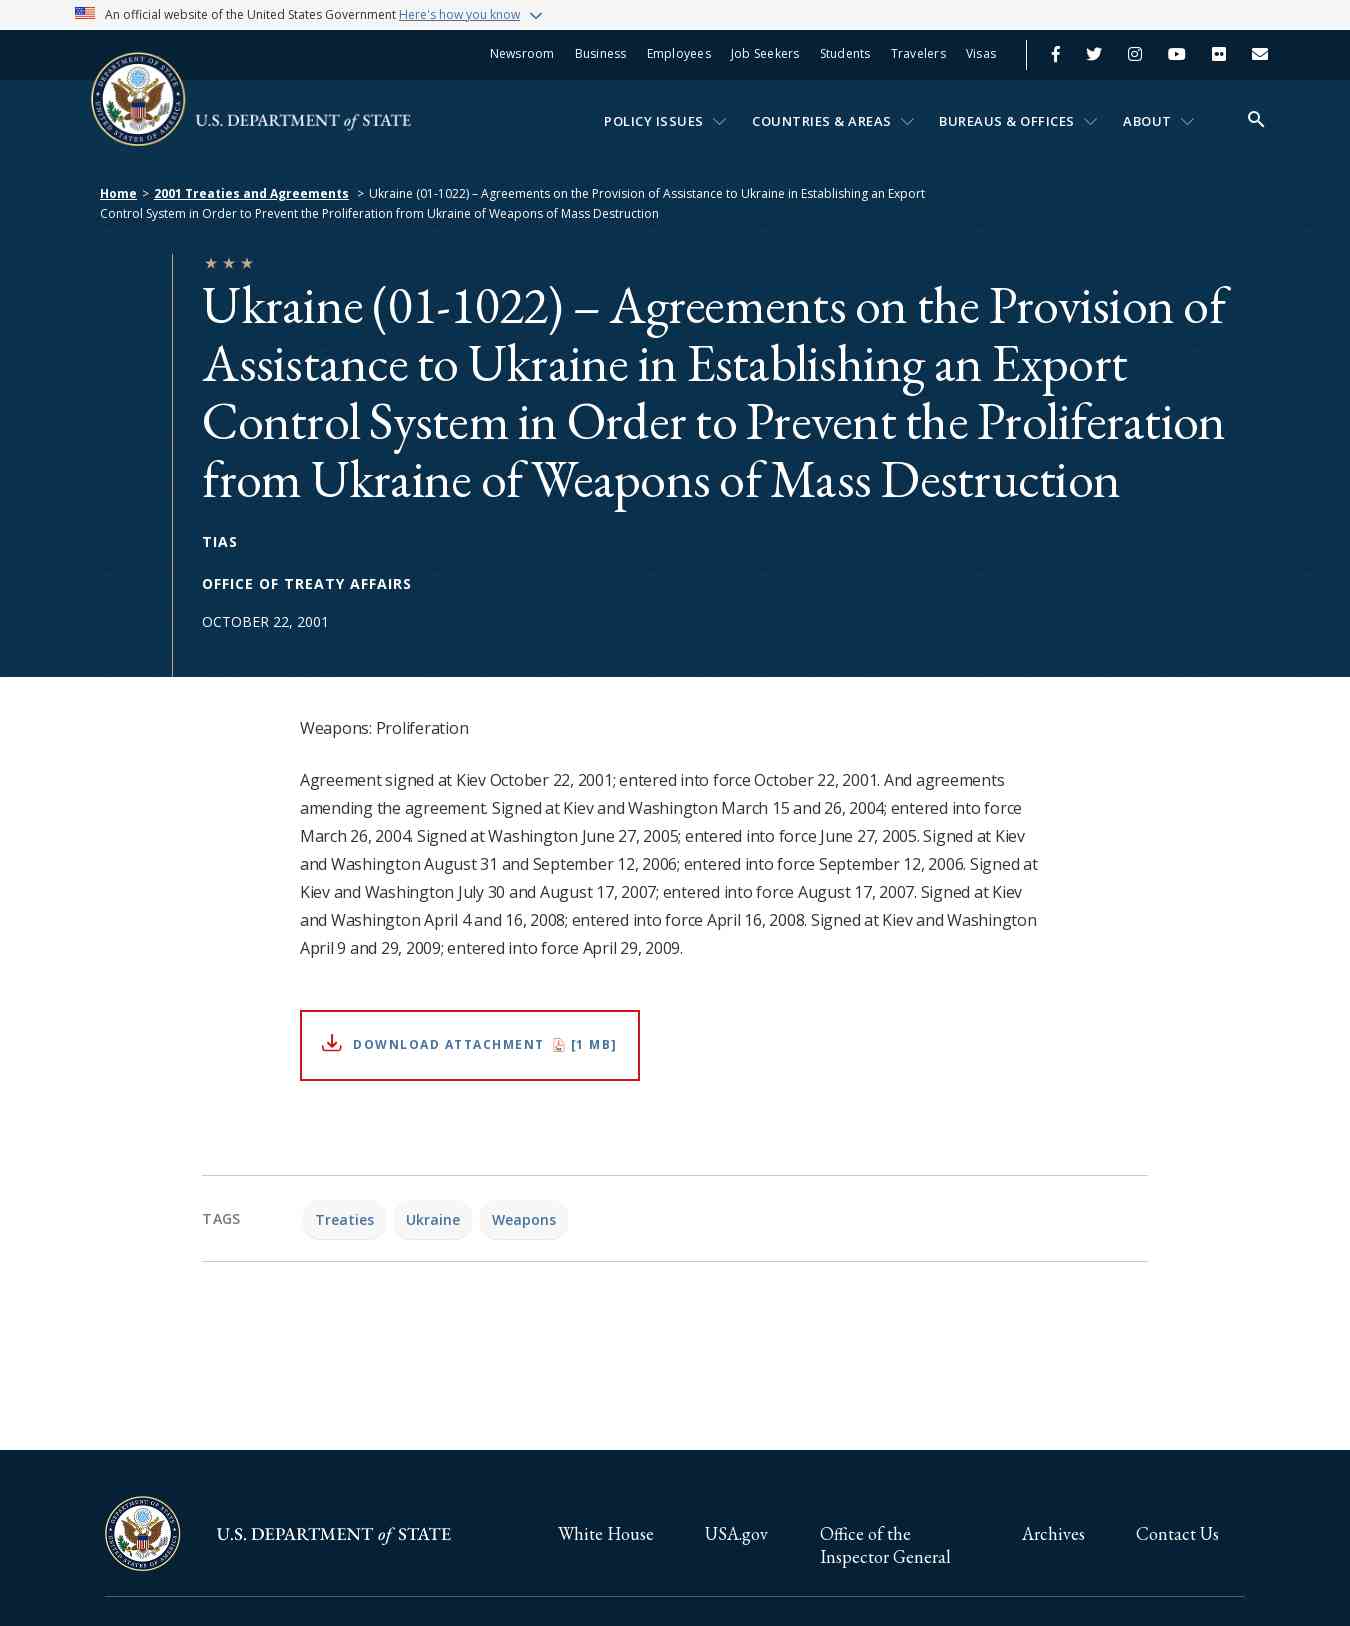 An official website of the United States Government Here's how you know
Newsroom Business Employees Job Seekers Students Travelers Visas
U.S. DEPARTMENT of STATE
POLICY ISSUES COUNTRIES & AREAS BUREAUS & OFFICES ABOUT
Home > 2001 Treaties and Agreements > Ukraine (01-1022) – Agreements on the Provision of Assistance to Ukraine in Establishing an Export
Control System in Order to Prevent the Proliferation from Ukraine of Weapons of Mass Destruction
Ukraine (01-1022) – Agreements on the Provision of
Assistance to Ukraine in Establishing an Export
Control System in Order to Prevent the Proliferation
from Ukraine of Weapons of Mass Destruction
TIAS
OFFICE OF TREATY AFFAIRS
OCTOBER 22, 2001
Weapons: Proliferation
Agreement signed at Kiev October 22, 2001; entered into force October 22, 2001. And agreements
amending the agreement. Signed at Kiev and Washington March 15 and 26, 2004; entered into force
March 26, 2004. Signed at Washington June 27, 2005; entered into force June 27, 2005. Signed at Kiev
and Washington August 31 and September 12, 2006; entered into force September 12, 2006. Signed at
Kiev and Washington July 30 and August 17, 2007; entered into force August 17, 2007. Signed at Kiev
and Washington April 4 and 16, 2008; entered into force April 16, 2008. Signed at Kiev and Washington
April 9 and 29, 2009; entered into force April 29, 2009.
DOWNLOAD ATTACHMENT [1 MB]
TAGS Treaties Ukraine Weapons
DEPARTMENT OF STATE
UNITED STATES OF AMERICA
U.S. DEPARTMENT of STATE
White House USA.gov Office of the Archives Contact Us
Inspector General